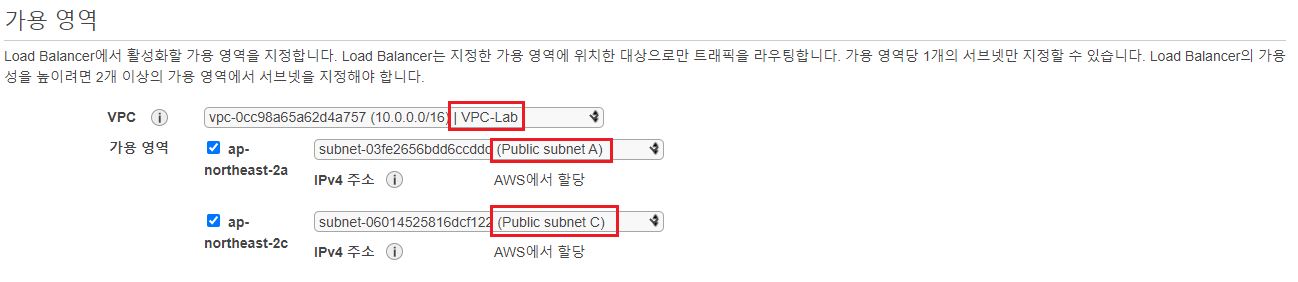 가용 영역
Load Balancer에서 활성화할 가용 영역을 지정합니다. Load Balancer는 지정한 가용 영역에 위치한 대상으로만 트래픽을 라우팅합니다. 가용 영역당 1개의 서브넷만 지정할 수 있습니다. Load Balancer의 가용
성을 높이려면 2개 이상의 가용 영역에서 서브넷을 지정해야 합니다.
VPC i vpc-0cc98a65a62d4a757 (10.0.0.0/16) | VPC-Lab
가용 영역 ap- subnet-03fe2656bdd6ccddd (Public subnet A)
northeast-2a
IPv4 주소 i AWS에서 할당
ap- subnet-06014525816dcf122 (Public subnet C)
northeast-2c
IPv4 주소 i AWS에서 할당